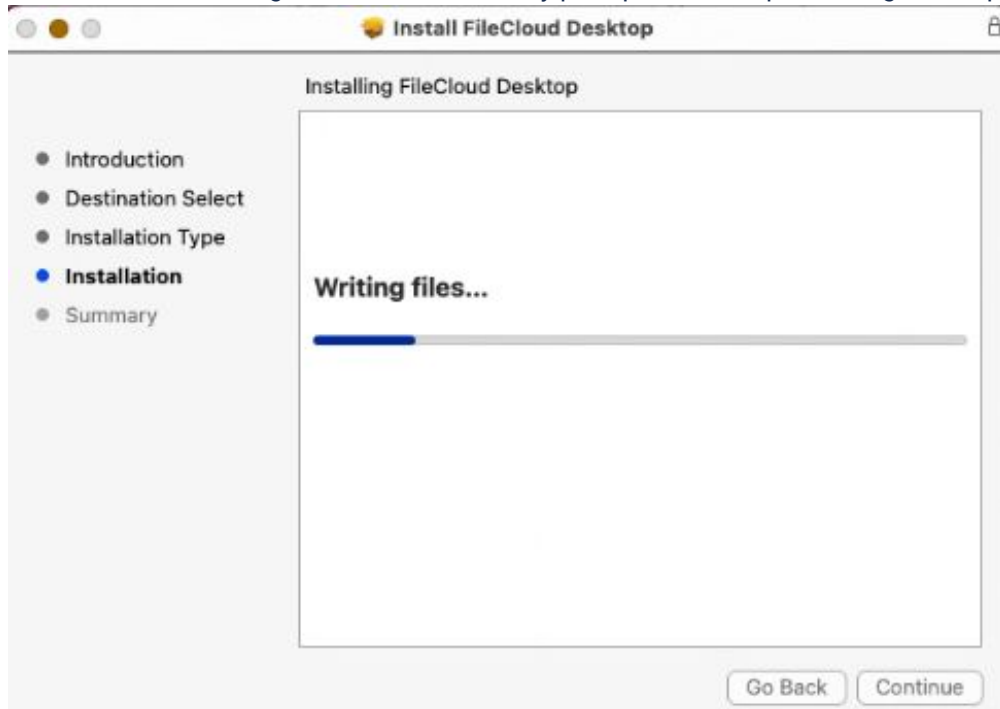 Install FileCloud Desktop
Installing FileCloud Desktop
Introduction
Destination Select
Installation Type
Installation
Summary
Writing files...
Go Back
Continue